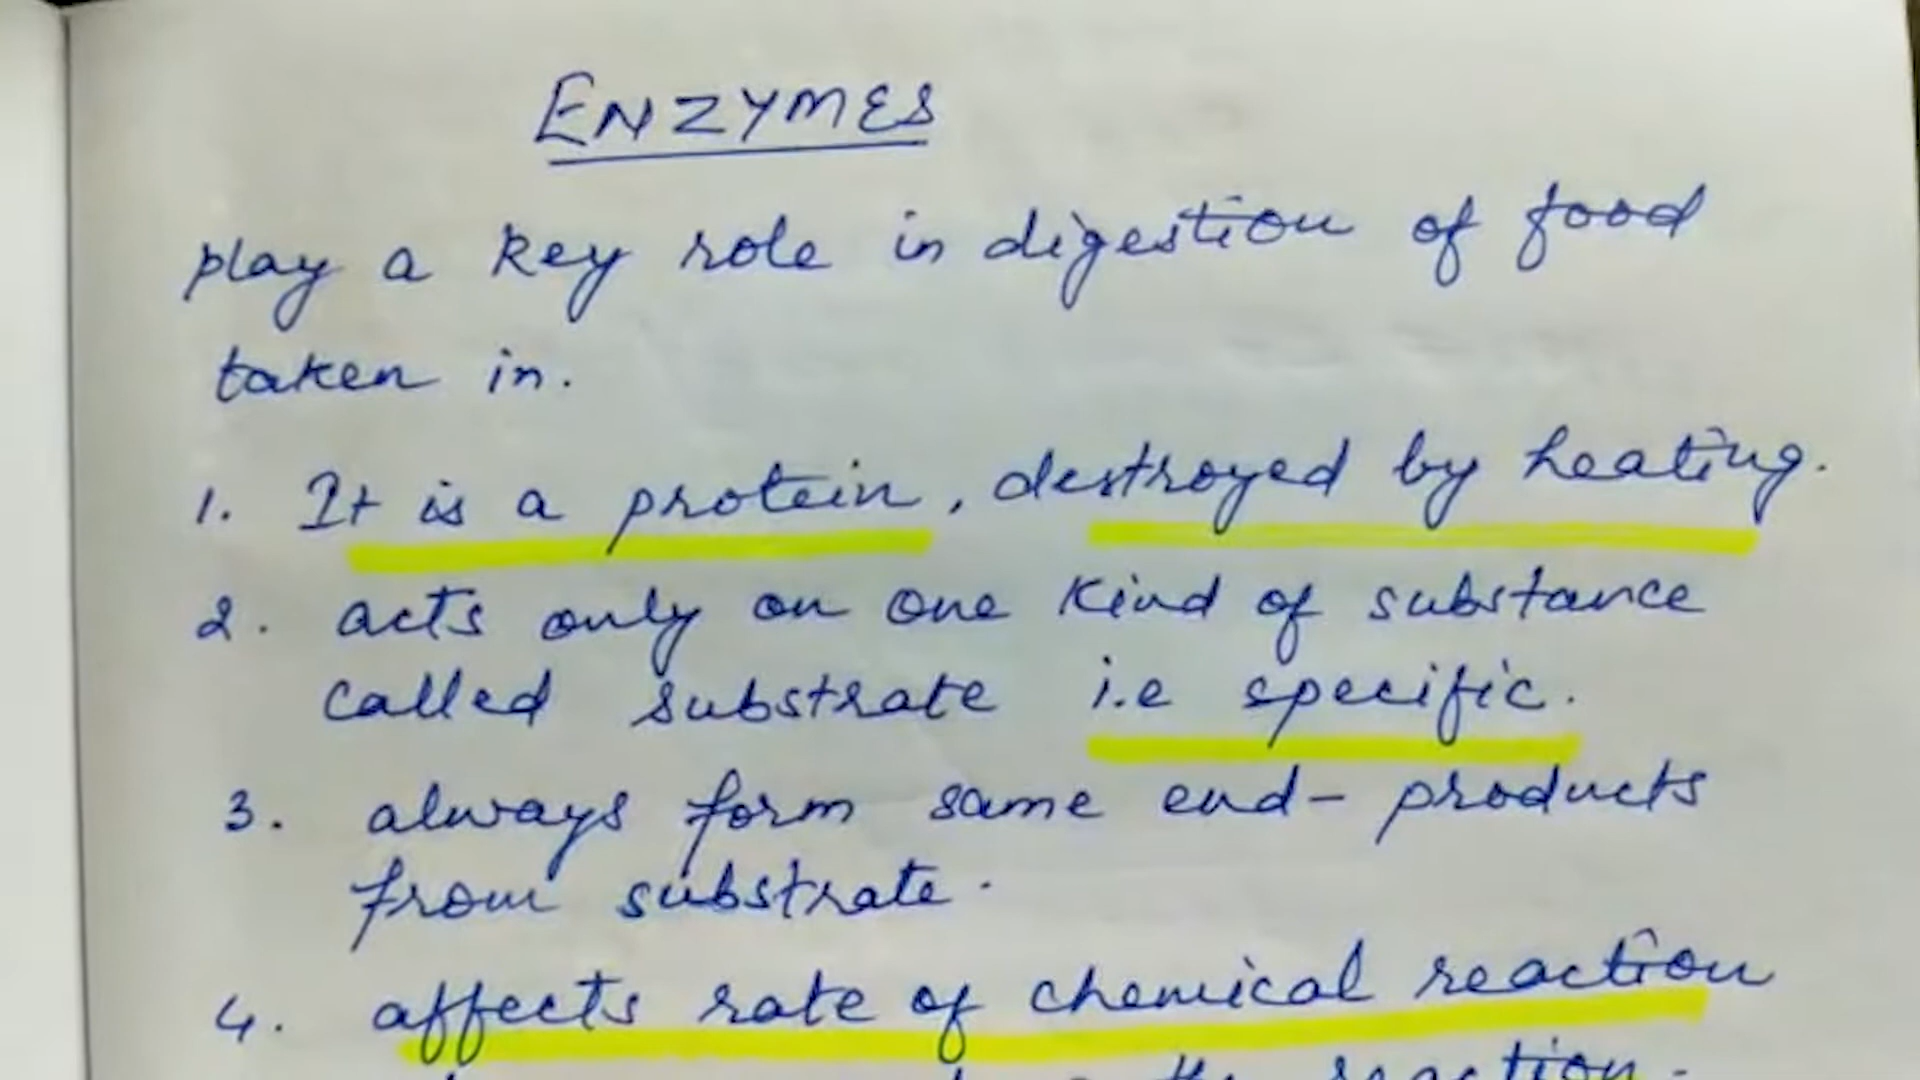 ENZYMES
play a key role in digestion of food
taken in.
1. It is a protein, destroyed by heating.
2. acts only on one kind of substance
called substrate i.e specific.
3. always form same end- products
from substrate.
4. affects rate of chemical reaction
the reaction.